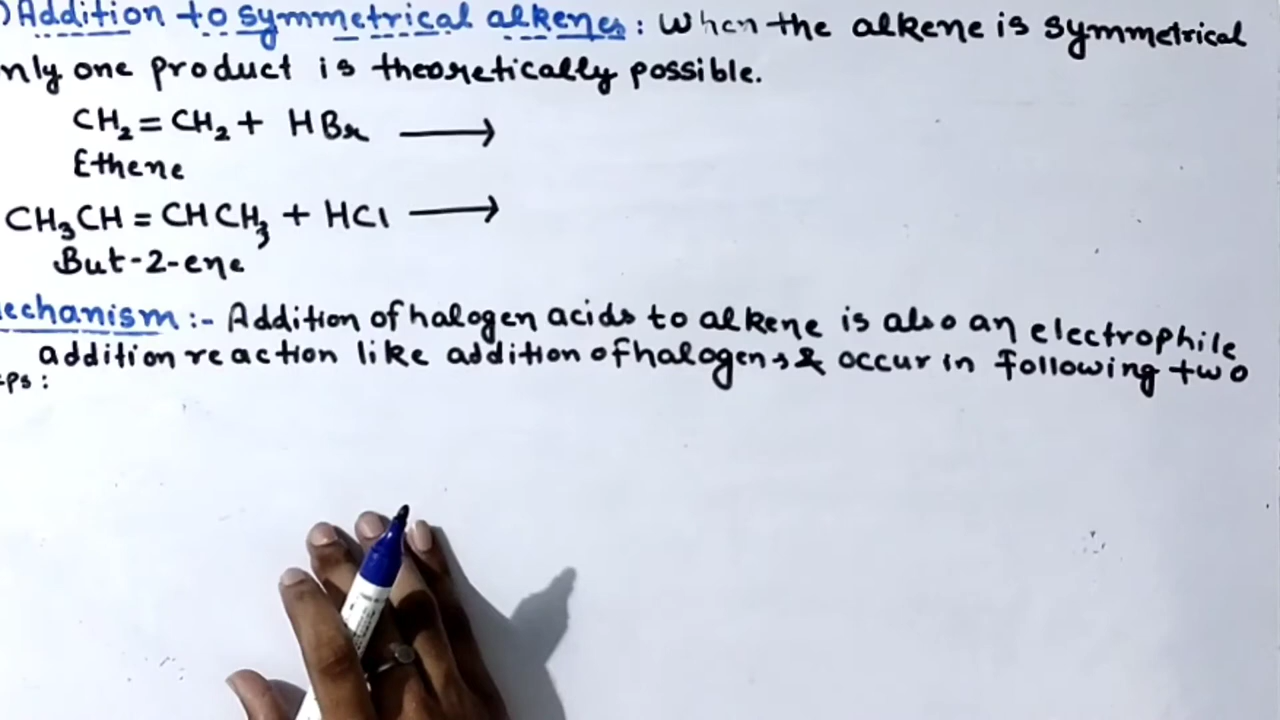 )Addition to symmetrical alkenes: When the alkene is symmetrical
nly one product is theoretically possible.
CH₂=CH₂ + HBr ⟶
Ethene
CH₃CH=CHCH₃ + HCl ⟶
But-2-ene
echanism :- Addition of halogen acids to alkene is also an electrophile
addition reaction like addition of halogens & occur in following two
eps :